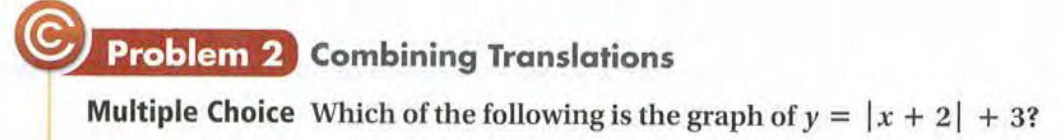 © Problem 2 Combining Translations
Multiple Choice Which of the following is the graph of y = |x + 2| + 3?